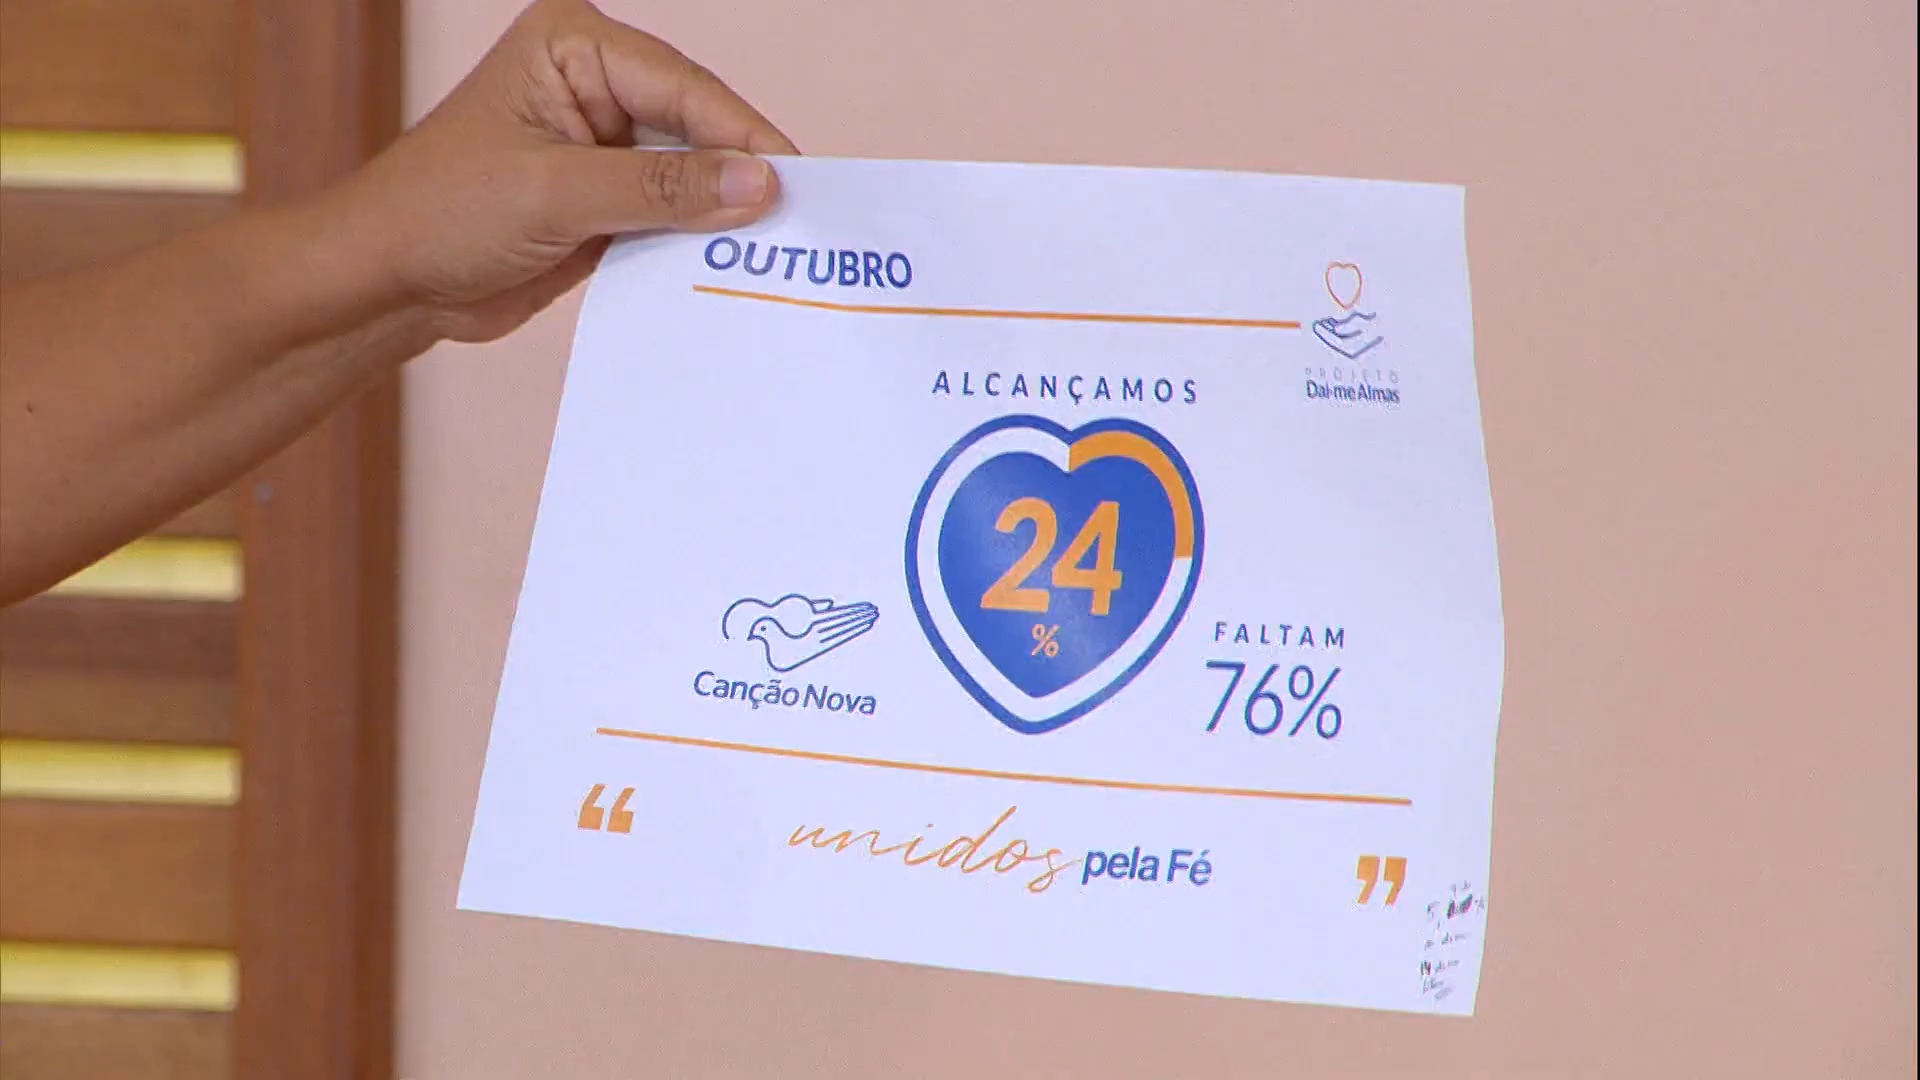 OUTUBRO
PROJETO
Dai-me Almas
ALCANÇAMOS
24
%
FALTAM
76%
Canção Nova
“ unidos pela Fé ”